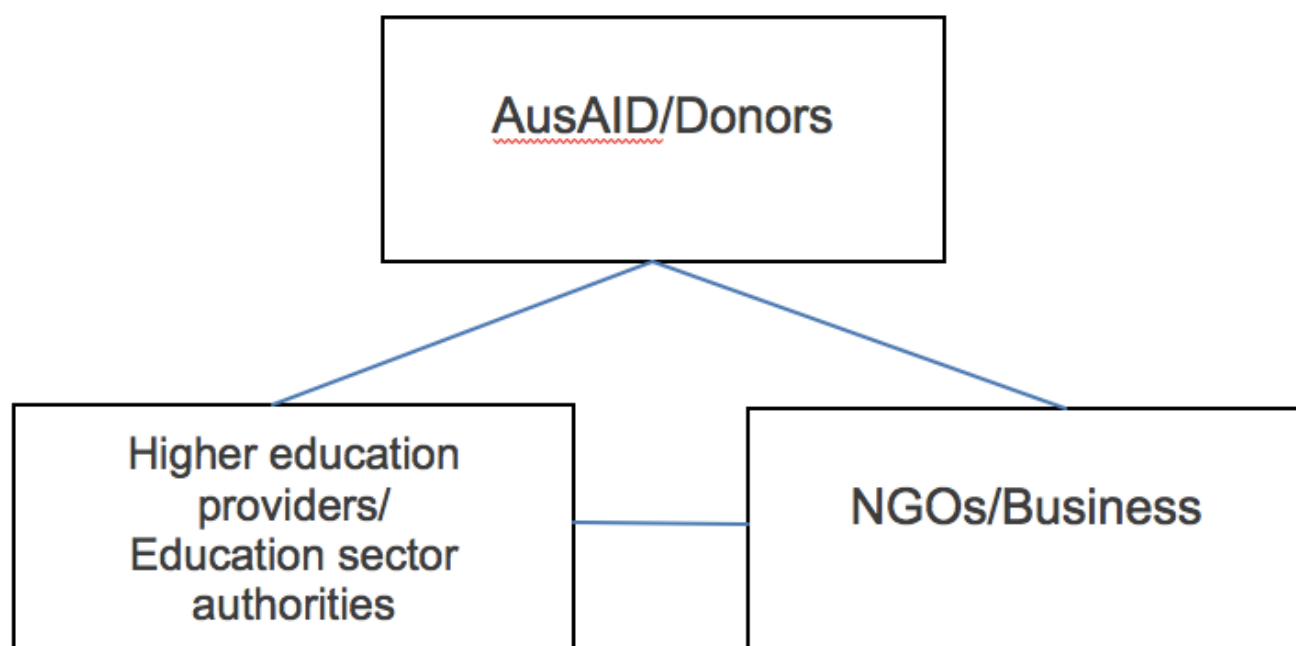 AusAID/Donors
Higher education
providers/
Education sector
authorities
NGOs/Business